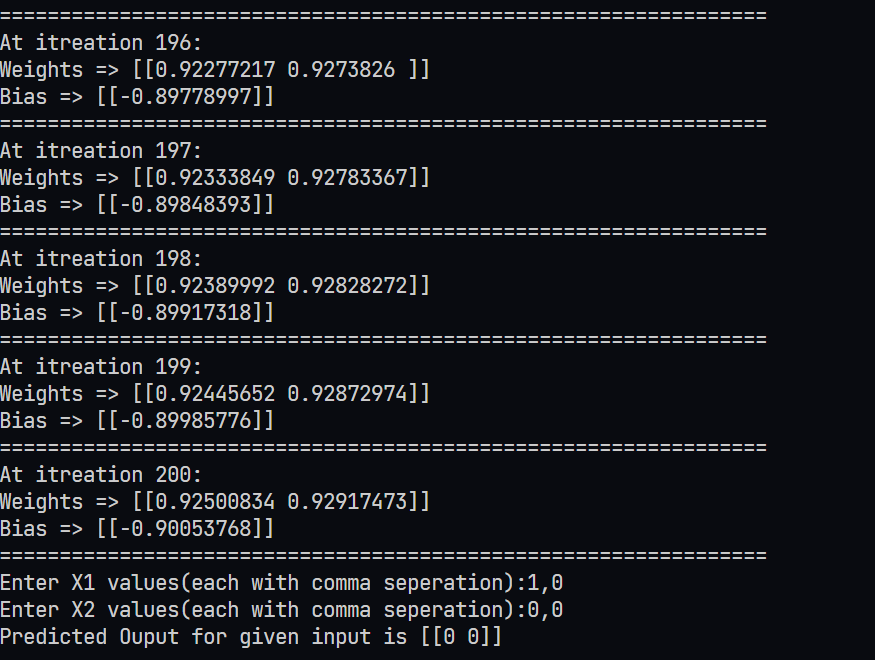 ================================================================
At itreation 196:
Weights => [[0.92277217 0.9273826 ]]
Bias => [[-0.89778997]]
================================================================
At itreation 197:
Weights => [[0.92333849 0.92783367]]
Bias => [[-0.89848393]]
================================================================
At itreation 198:
Weights => [[0.92389992 0.92828272]]
Bias => [[-0.89917318]]
================================================================
At itreation 199:
Weights => [[0.92445652 0.92872974]]
Bias => [[-0.89985776]]
================================================================
At itreation 200:
Weights => [[0.92500834 0.92917473]]
Bias => [[-0.90053768]]
================================================================
Enter X1 values(each with comma seperation):1,0
Enter X2 values(each with comma seperation):0,0
Predicted Ouput for given input is [[0 0]]